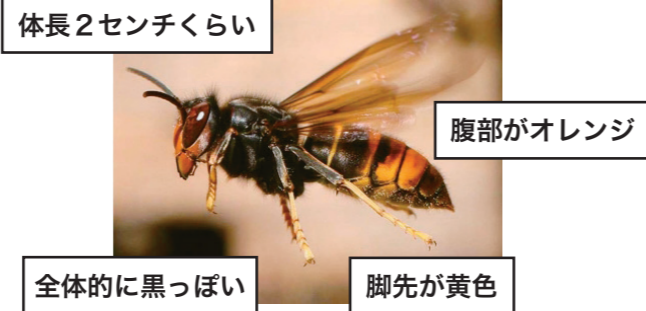 体長２センチくらい
腹部がオレンジ
全体的に黒っぽい
脚先が黄色